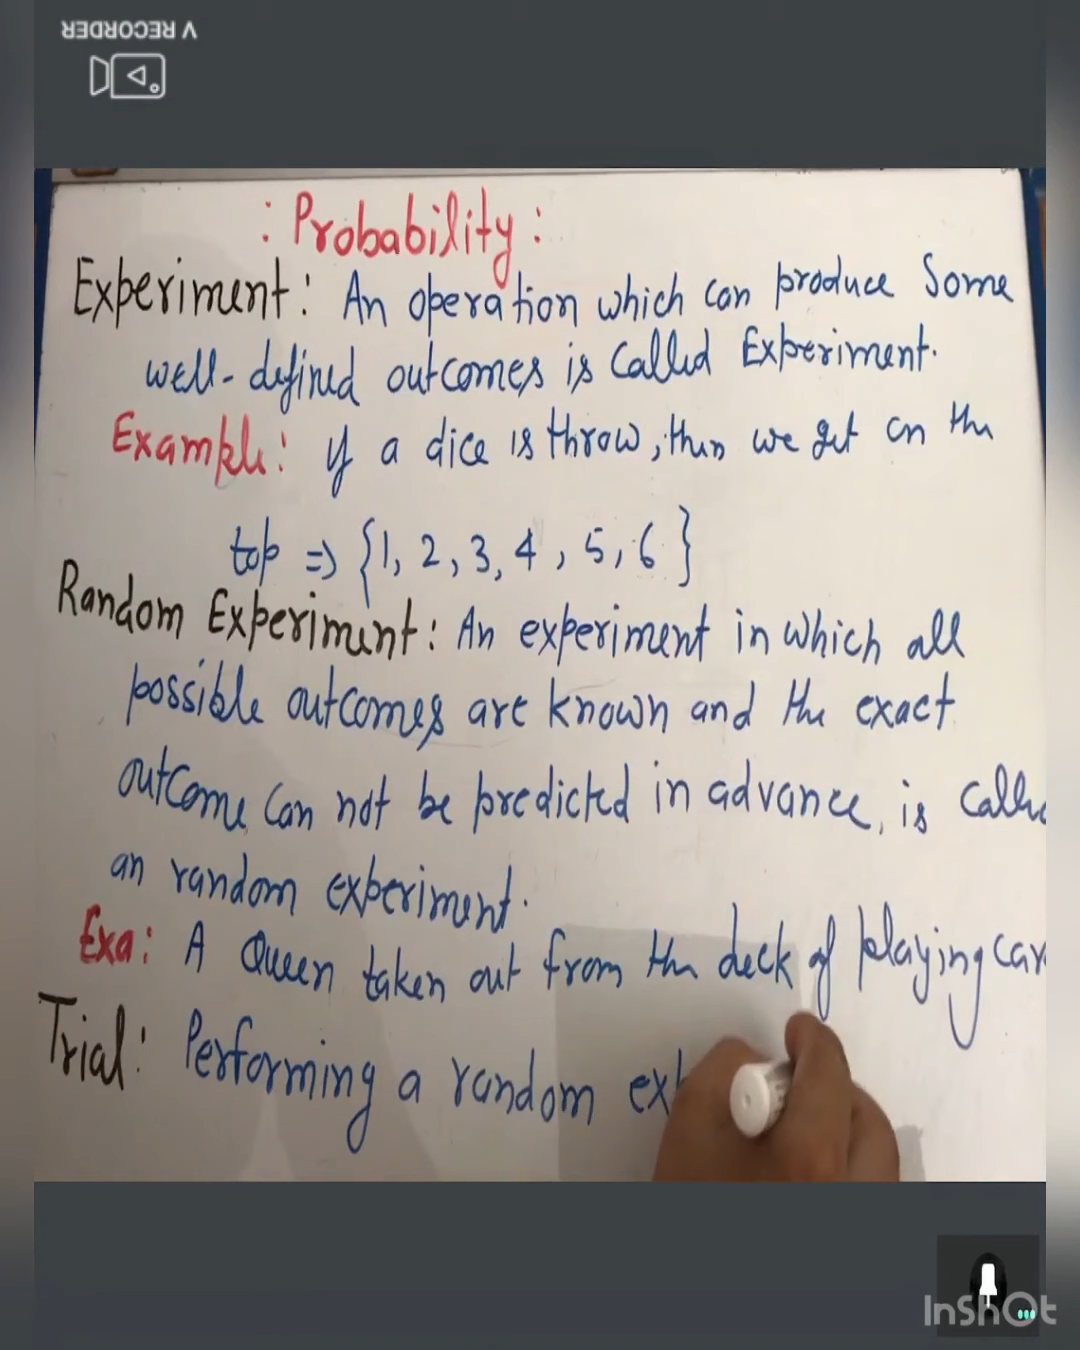 V RECORDER
: Probability :
Experiment : An operation which can produce Some
well-defined outcomes is Called Experiment.
Example : if a dice is throw, then we get on the
top => {1, 2, 3, 4, 5, 6}
Random Experiment : An experiment in which all
possible outcomes are known and the exact
outcome Can not be predicted in advance, is Calle
an random experiment.
Exa : A Queen taken out from the deck of playing car
Trial : Performing a random exp
InShOt